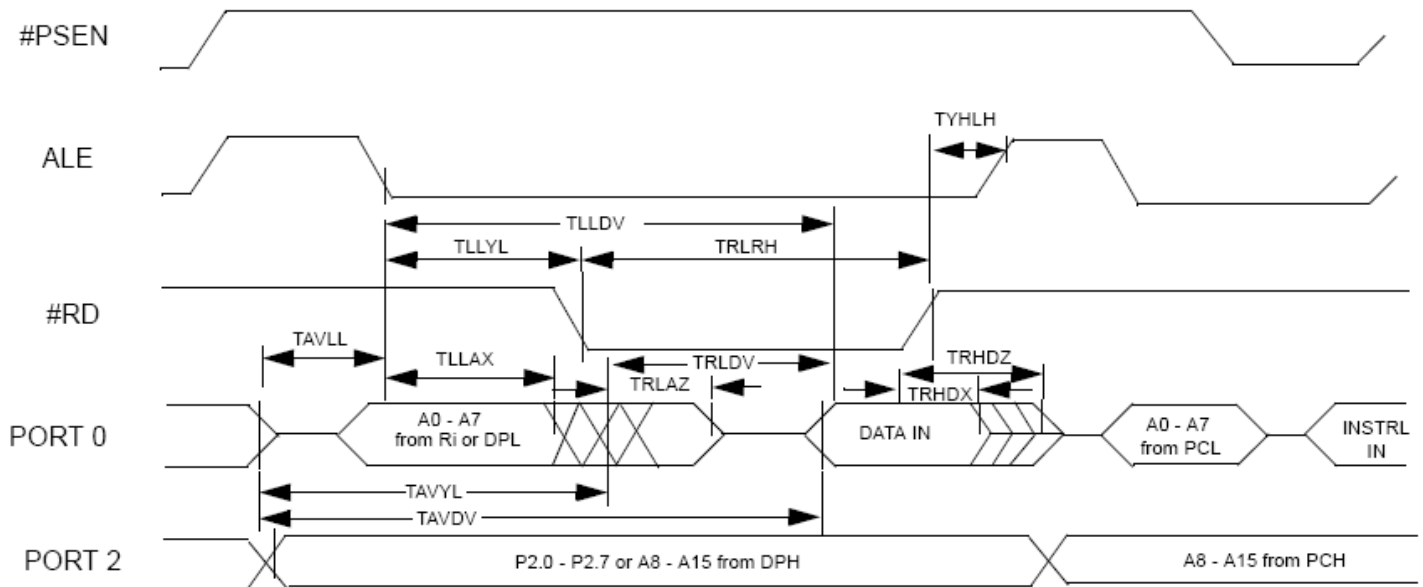 #PSEN
TYHLH
ALE
TLLDV
TLLYL
TRLRH
#RD
TAVLL
TLLAX
TRLDV
TRHDZ
TRLAZ
TRHDX
PORT 0
A0 - A7
from Ri or DPL
DATA IN
A0 - A7
from PCL
INSTRL
IN
TAVYL
TAVDV
PORT 2
P2.0 - P2.7 or A8 - A15 from DPH
A8 - A15 from PCH